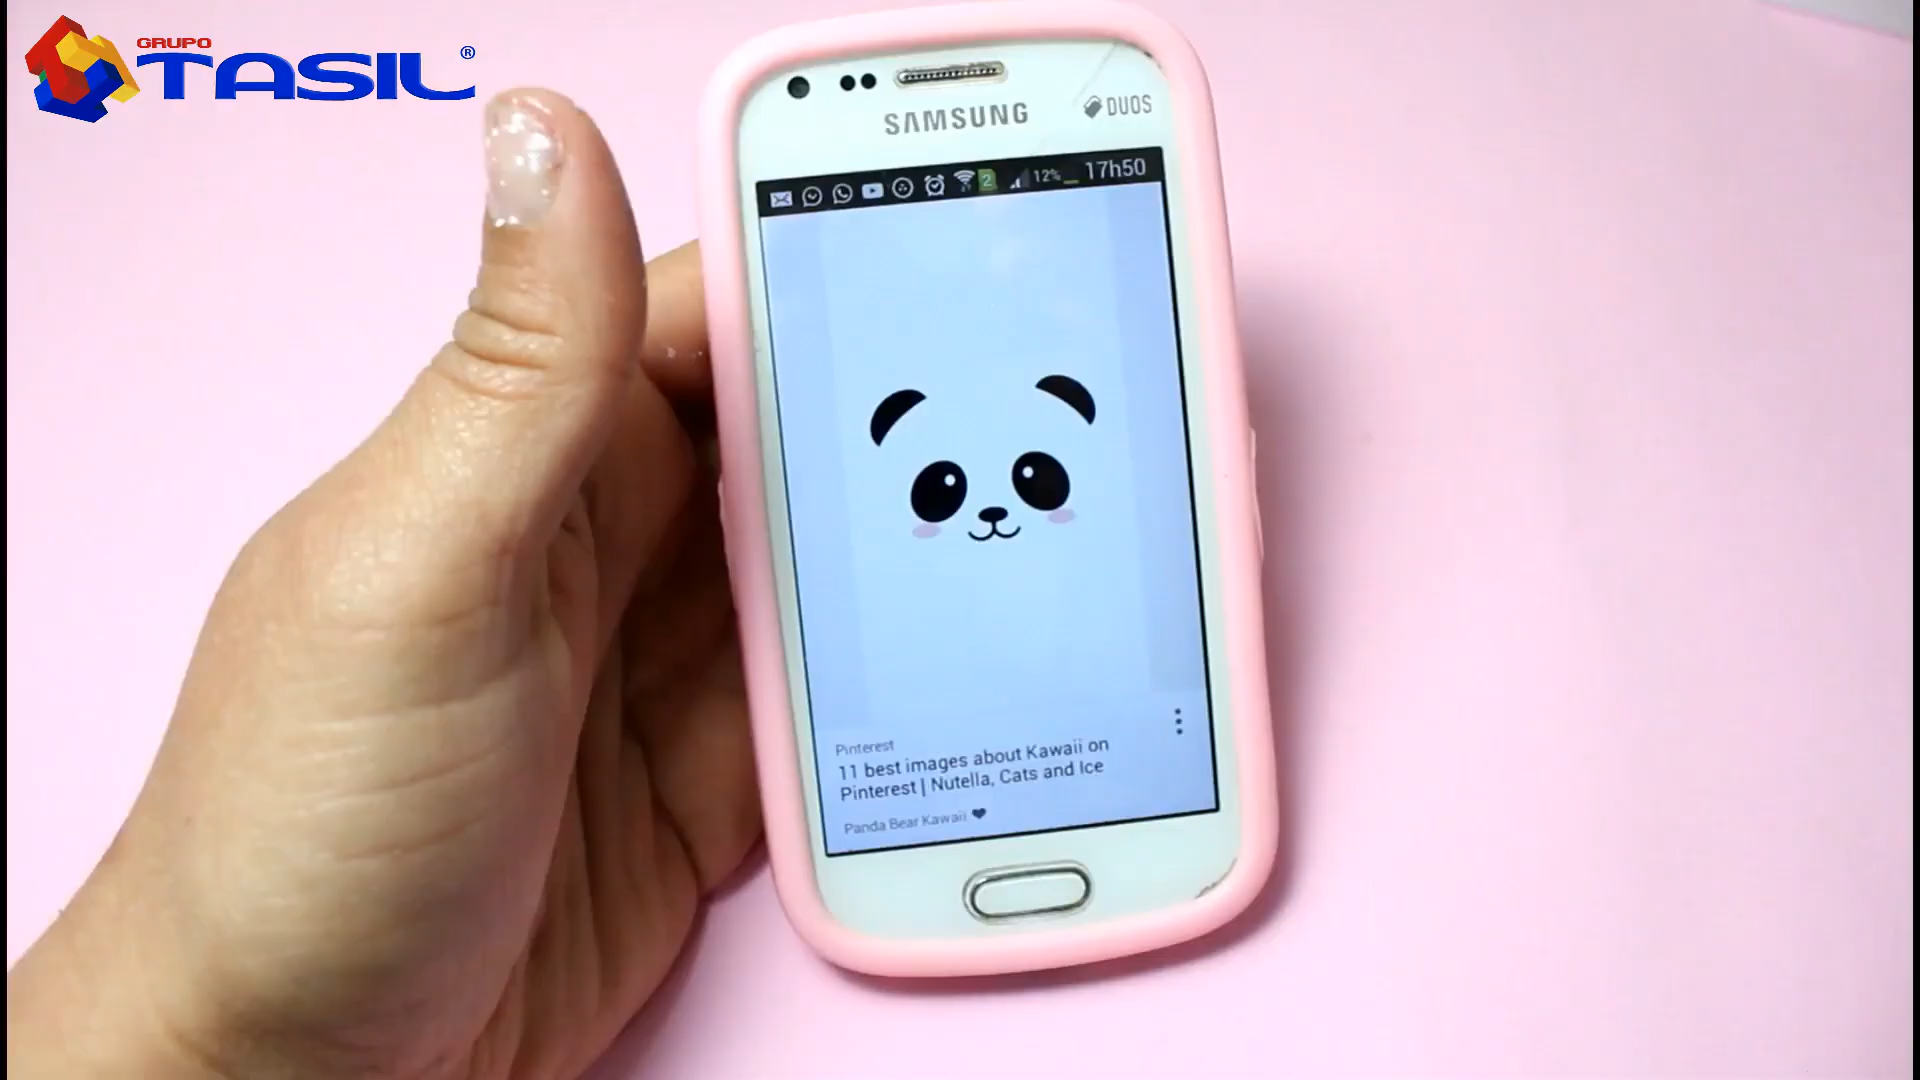 GRUPO
TASIL®
SAMSUNG
DUOS
2 12% 17h50
Pinterest
11 best images about Kawaii on
Pinterest | Nutella, Cats and Ice
Panda Bear Kawaii ❤